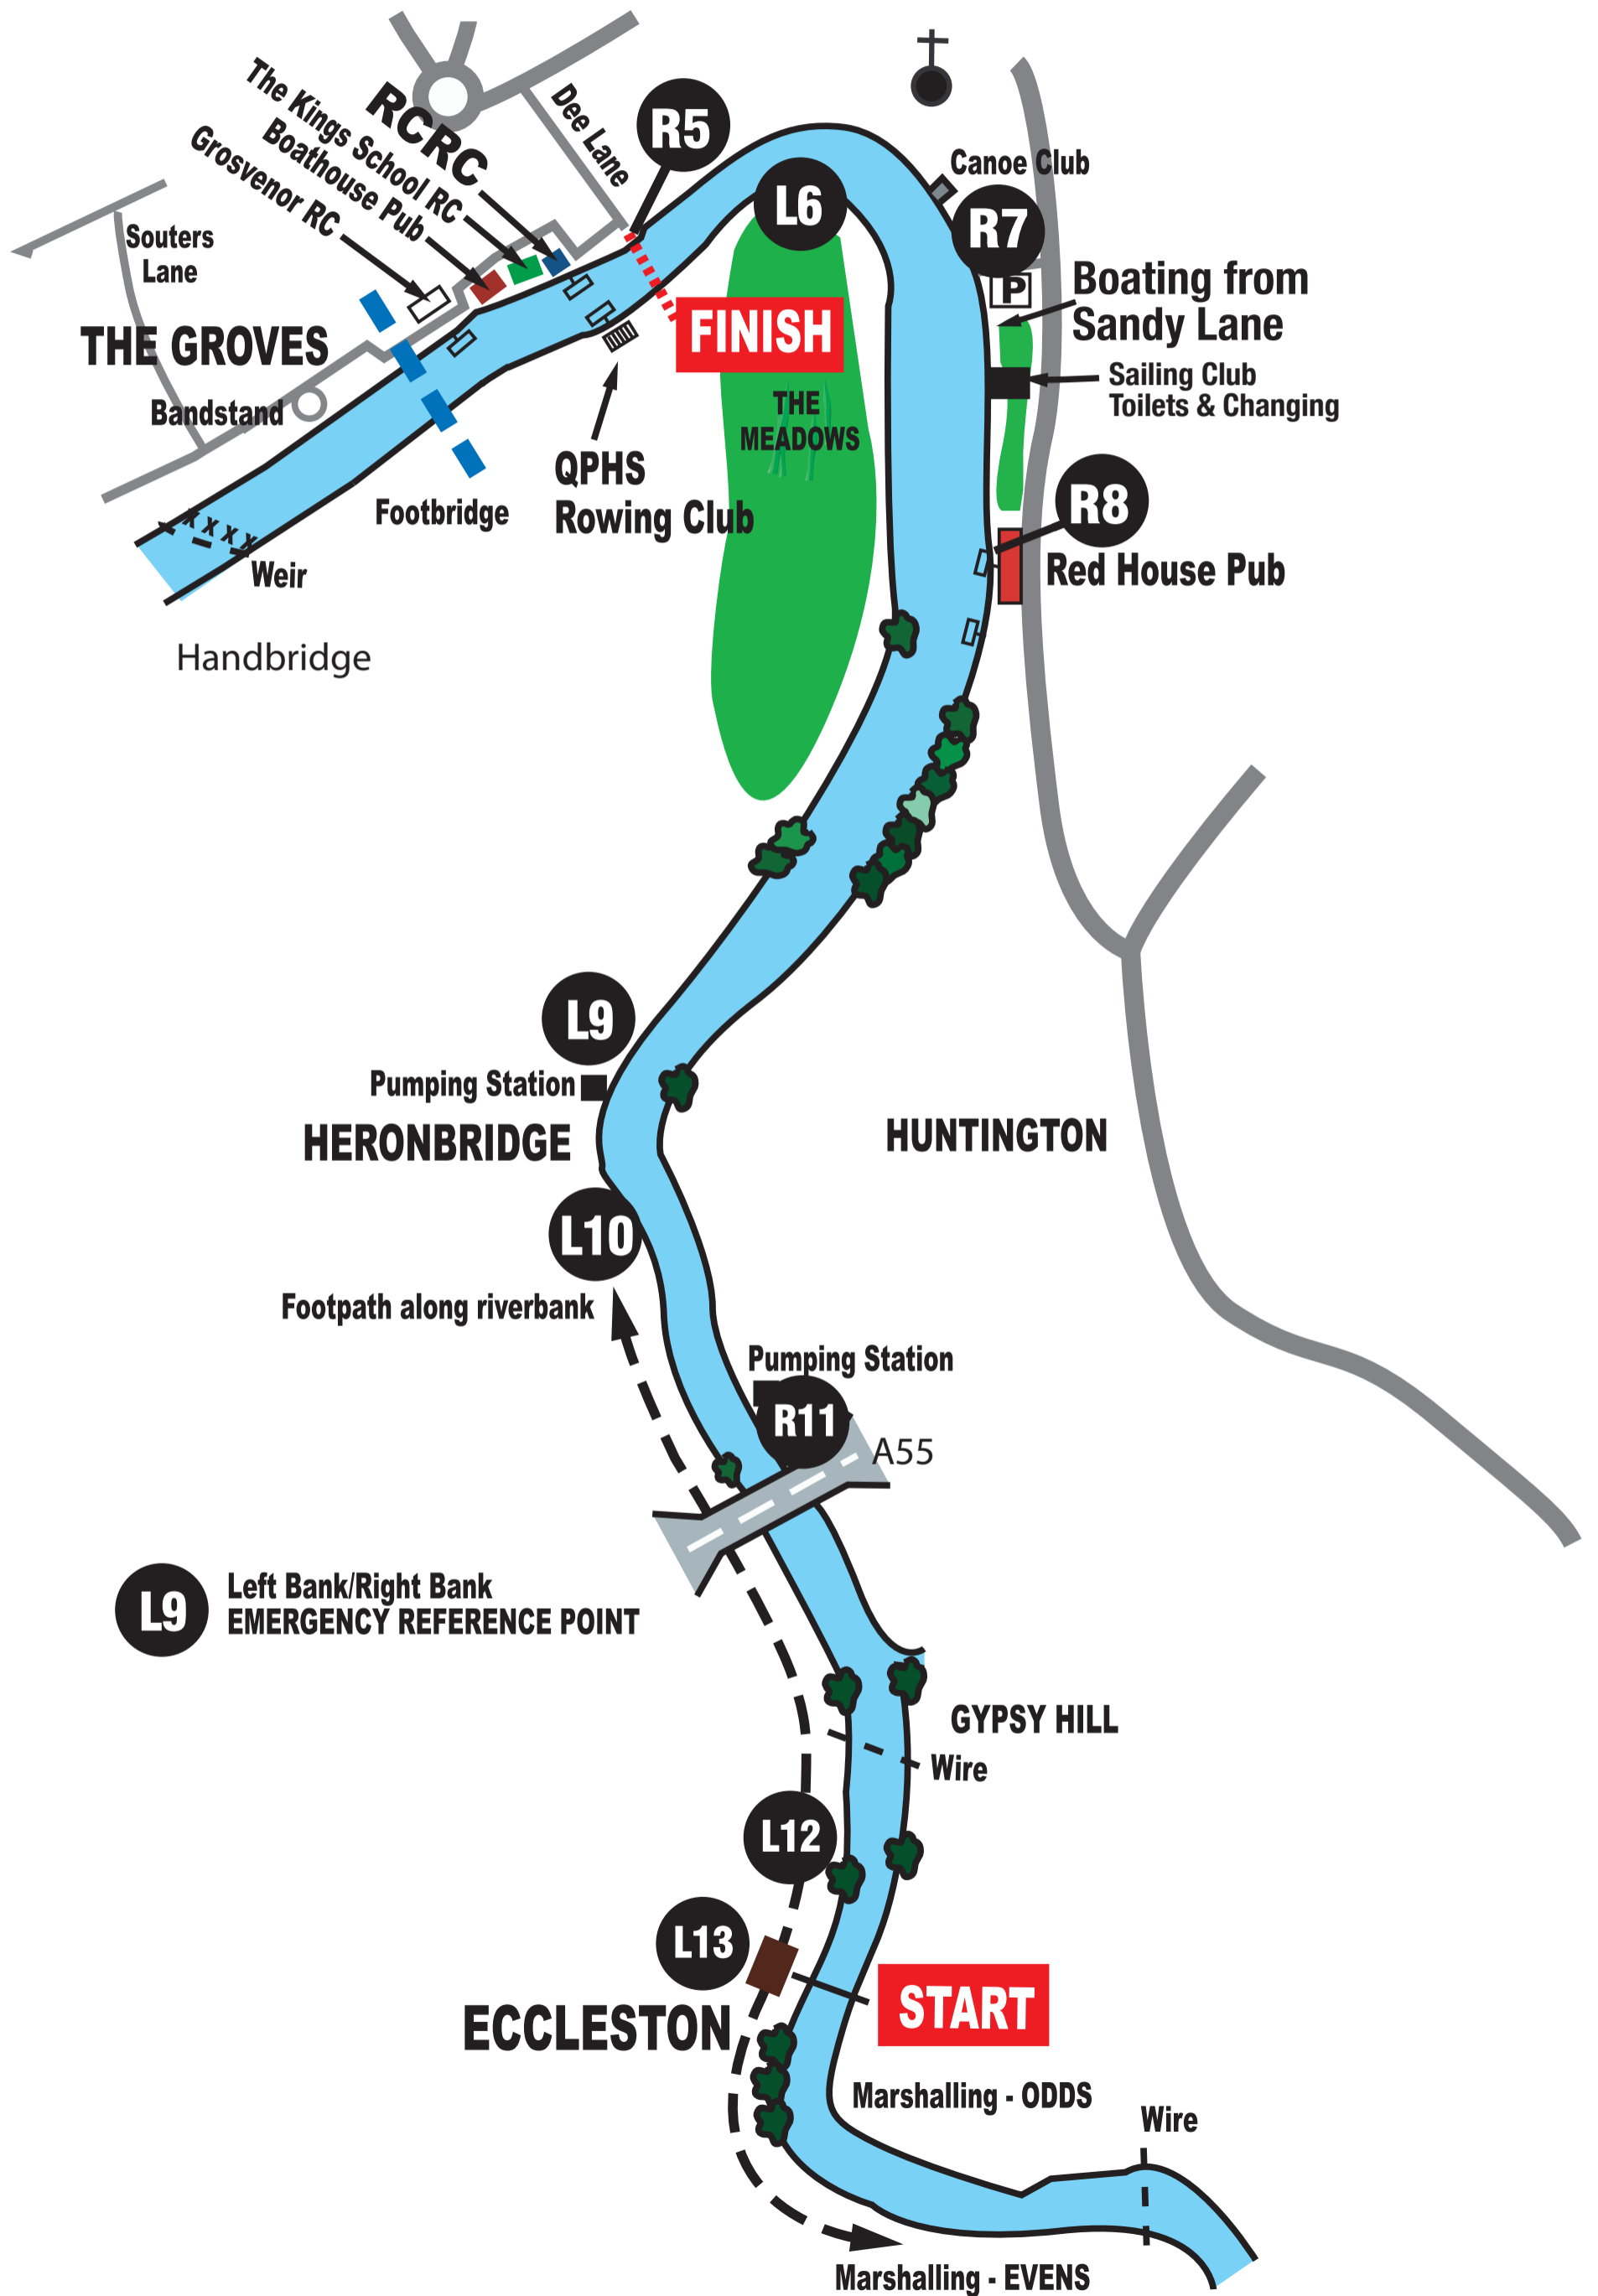 RCRC
The Kings School RC
Boathouse Pub
Grosvenor RC
Dee Lane
R5
L6
Canoe Club
R7
P
Boating from
Sandy Lane
Souters
Lane
THE GROVES
FINISH
Sailing Club
Toilets & Changing
Bandstand
THE
MEADOWS
QPHS
Rowing Club
Footbridge
R8
Red House Pub
x x x x
Weir
Handbridge
L9
Pumping Station
HERONBRIDGE
HUNTINGTON
L10
Footpath along riverbank
Pumping Station
R11
A55
L9
Left Bank/Right Bank
EMERGENCY REFERENCE POINT
GYPSY HILL
Wire
L12
L13
START
ECCLESTON
Marshalling - ODDS
Wire
Marshalling - EVENS